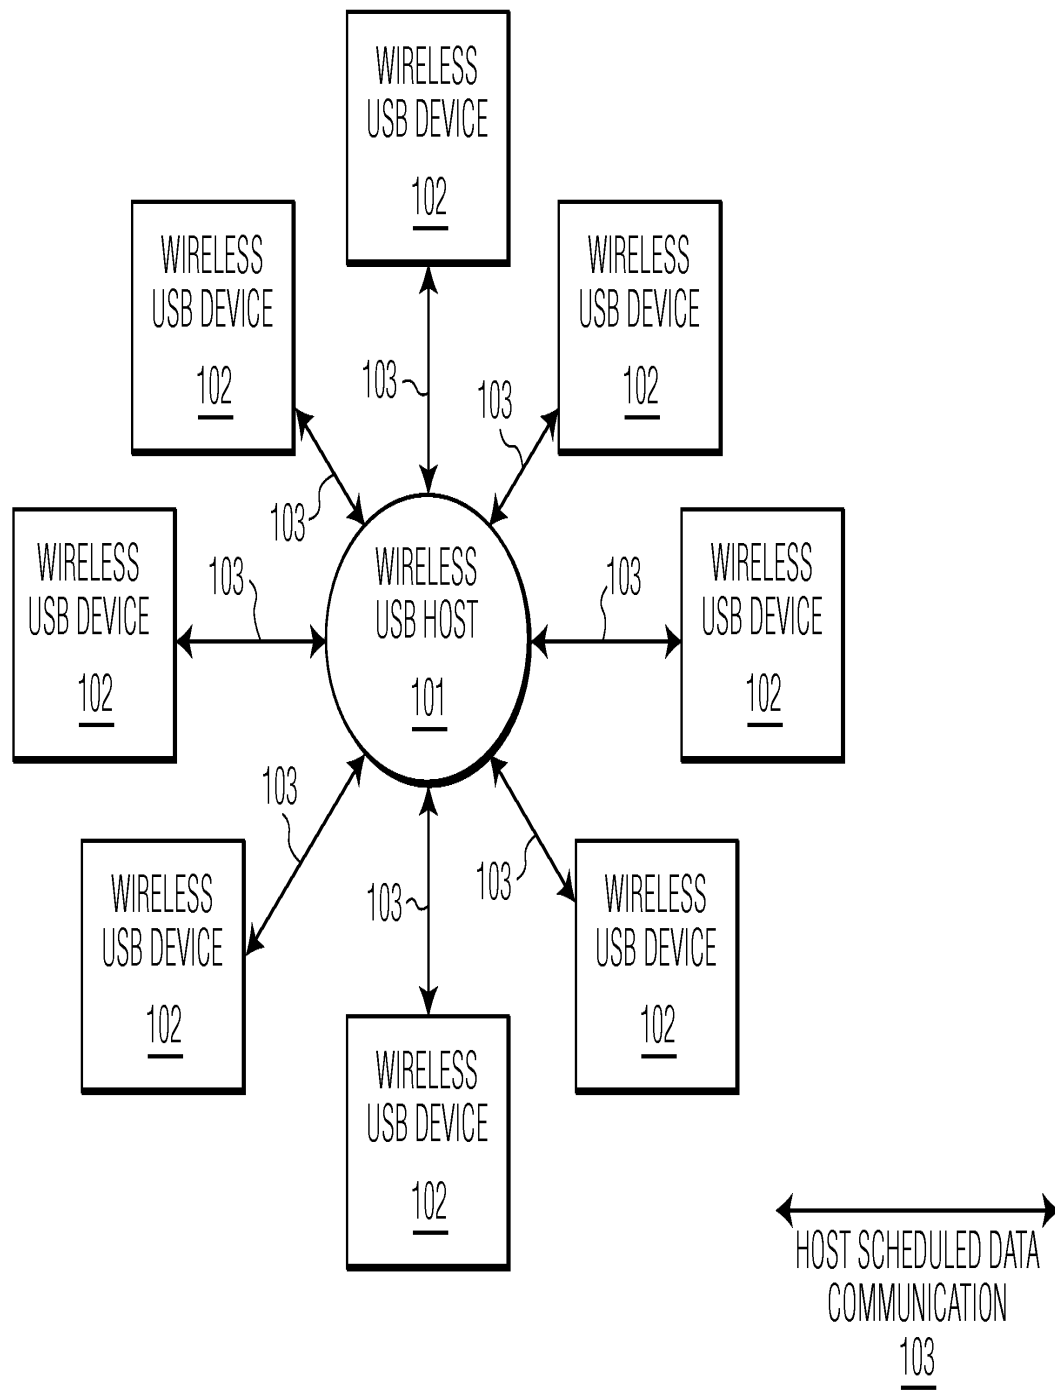 WIRELESS
USB DEVICE
102
WIRELESS
USB DEVICE
102
WIRELESS
USB DEVICE
102
103
103
103
WIRELESS
USB DEVICE
102
103
WIRELESS
USB HOST
101
103
WIRELESS
USB DEVICE
102
103
103
103
WIRELESS
USB DEVICE
102
WIRELESS
USB DEVICE
102
WIRELESS
USB DEVICE
102
HOST SCHEDULED DATA
COMMUNICATION
103